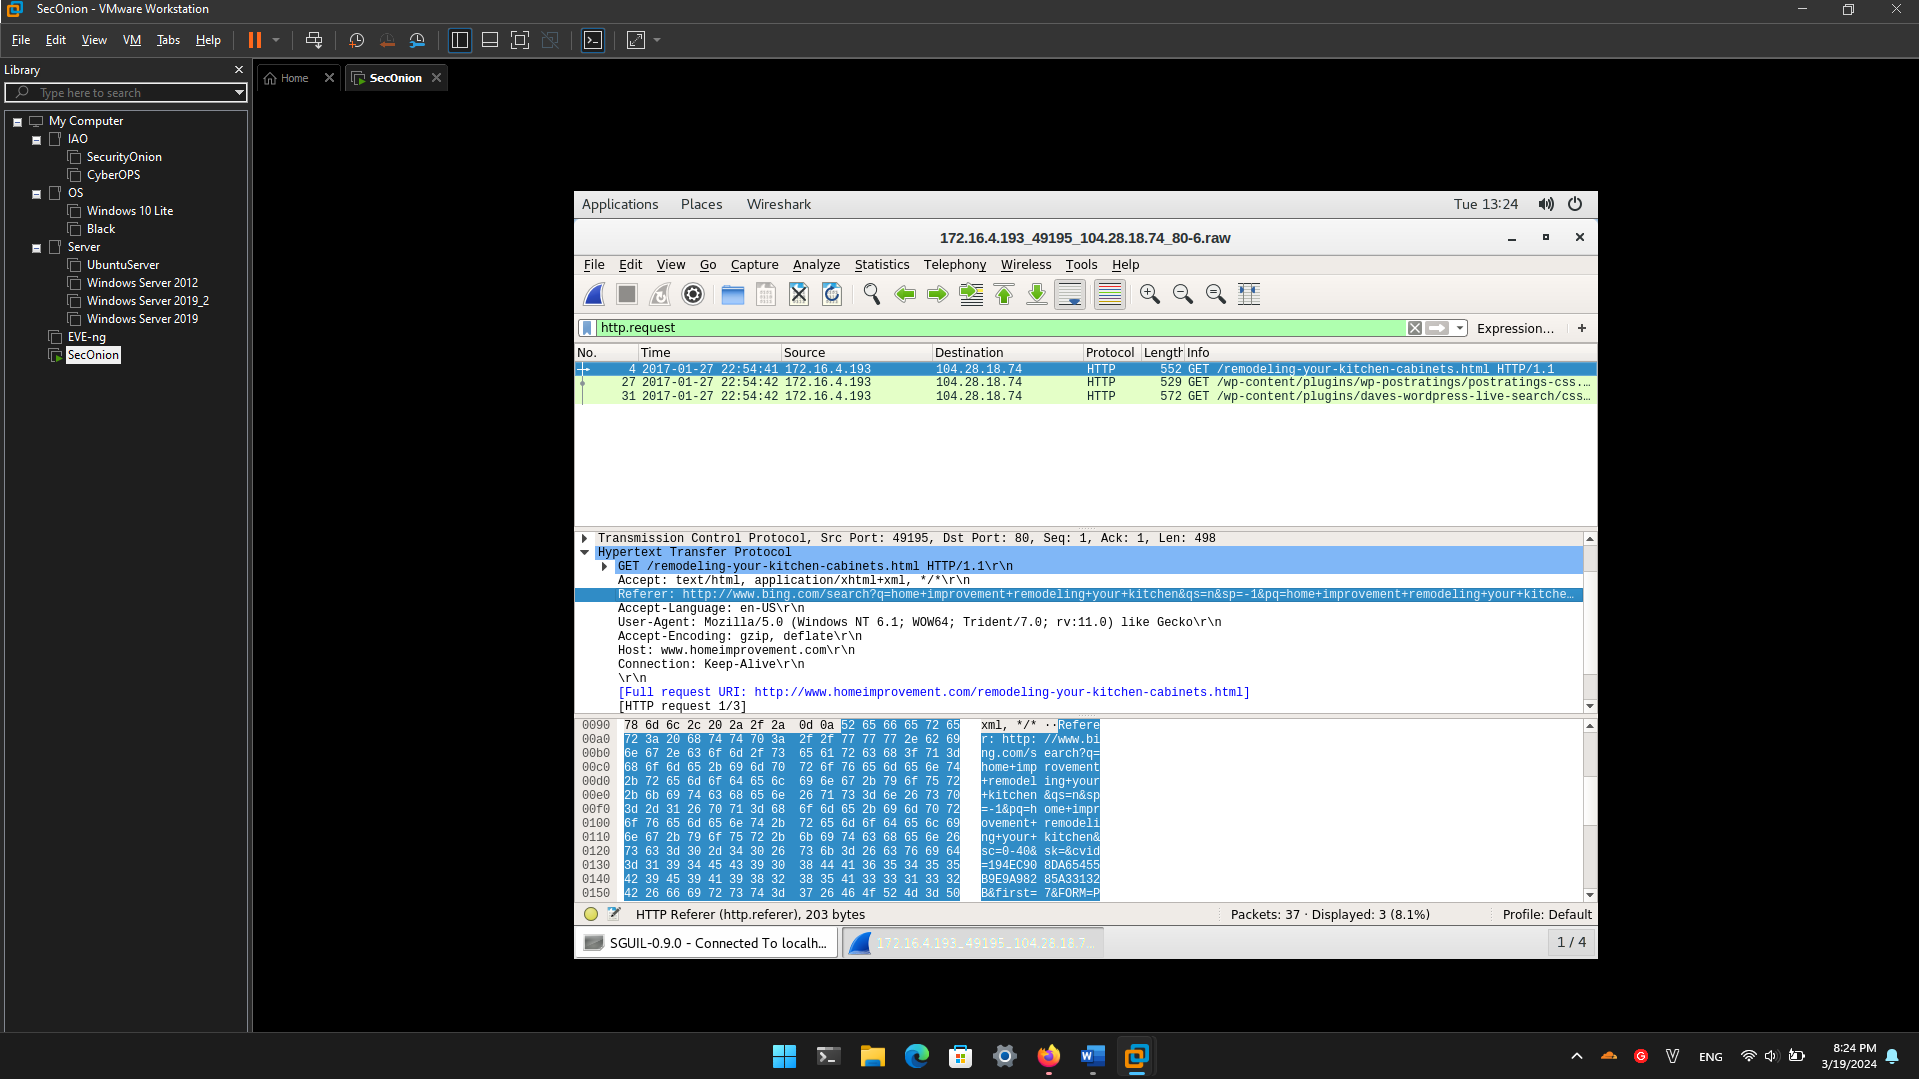 SecOnion - VMware Workstation
File Edit View VM Tabs Help
Library
Type here to search
My Computer
IAO
SecurityOnion
CyberOPS
OS
Windows 10 Lite
Black
Server
UbuntuServer
Windows Server 2012
Windows Server 2019_2
Windows Server 2019
EVE-ng
SecOnion
Home
SecOnion
Applications Places Wireshark Tue 13:24
172.16.4.193_49195_104.28.18.74_80-6.raw
File Edit View Go Capture Analyze Statistics Telephony Wireless Tools Help
http.request Expression... +
No. Time Source Destination Protocol Length Info
4 2017-01-27 22:54:41 172.16.4.193 104.28.18.74 HTTP 552 GET /remodeling-your-kitchen-cabinets.html HTTP/1.1
27 2017-01-27 22:54:42 172.16.4.193 104.28.18.74 HTTP 529 GET /wp-content/plugins/wp-postratings/postratings-css....
31 2017-01-27 22:54:42 172.16.4.193 104.28.18.74 HTTP 572 GET /wp-content/plugins/daves-wordpress-live-search/css...
Transmission Control Protocol, Src Port: 49195, Dst Port: 80, Seq: 1, Ack: 1, Len: 498
Hypertext Transfer Protocol
GET /remodeling-your-kitchen-cabinets.html HTTP/1.1\r\n
Accept: text/html, application/xhtml+xml, */*\r\n
Referer: http://www.bing.com/search?q=home+improvement+remodeling+your+kitchen&qs=n&sp=-1&pq=home+improvement+remodeling+your+kitche...
Accept-Language: en-US\r\n
User-Agent: Mozilla/5.0 (Windows NT 6.1; WOW64; Trident/7.0; rv:11.0) like Gecko\r\n
Accept-Encoding: gzip, deflate\r\n
Host: www.homeimprovement.com\r\n
Connection: Keep-Alive\r\n
\r\n
[Full request URI: http://www.homeimprovement.com/remodeling-your-kitchen-cabinets.html]
[HTTP request 1/3]
0090 78 6d 6c 2c 20 2a 2f 2a 0d 0a 52 65 66 65 72 65 xml, */* ··Refere
00a0 72 3a 20 68 74 74 70 3a 2f 2f 77 77 77 2e 62 69 r: http: //www.bi
00b0 6e 67 2e 63 6f 6d 2f 73 65 61 72 63 68 3f 71 3d ng.com/s earch?q=
00c0 68 6f 6d 65 2b 69 6d 70 72 6f 76 65 6d 65 6e 74 home+imp rovement
00d0 2b 72 65 6d 6f 64 65 6c 69 6e 67 2b 79 6f 75 72 +remodel ing+your
00e0 2b 6b 69 74 63 68 65 6e 26 71 73 3d 6e 26 73 70 +kitchen &qs=n&sp
00f0 3d 2d 31 26 70 71 3d 68 6f 6d 65 2b 69 6d 70 72 =-1&pq=h ome+impr
0100 6f 76 65 6d 65 6e 74 2b 72 65 6d 6f 64 65 6c 69 ovement+ remodeli
0110 6e 67 2b 79 6f 75 72 2b 6b 69 74 63 68 65 6e 26 ng+your+ kitchen&
0120 73 63 3d 30 2d 34 30 26 73 6b 3d 26 63 76 69 64 sc=0-40& sk=&cvid
0130 3d 31 39 34 45 43 39 30 38 44 41 36 35 34 35 35 =194EC90 8DA65455
0140 42 39 45 39 41 39 38 32 38 35 41 33 33 31 33 32 B9E9A982 85A33132
0150 42 26 66 69 72 73 74 3d 37 26 46 4f 52 4d 3d 50 B&first= 7&FORM=P
HTTP Referer (http.referer), 203 bytes Packets: 37 · Displayed: 3 (8.1%) Profile: Default
SGUIL-0.9.0 - Connected To localh... 172.16.4.193_49195_104.28.18.7... 1 / 4
ENG 8:24 PM
3/19/2024